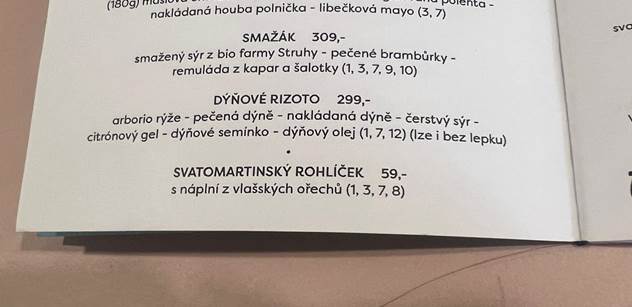 (180g)
nakládaná houba polnička - libečková mayo (3, 7)
SMAŽÁK 309,-
smažený sýr z bio farmy Struhy - pečené brambůrky -
remuláda z kapar a šalotky (1, 3, 7, 9, 10)
DÝŇOVÉ RIZOTO 299,-
arborio rýže - pečená dýně - nakládaná dýně - čerstvý sýr -
citrónový gel - dýňové semínko - dýňový olej (1, 7, 12) (lze i bez lepku)
•
SVATOMARTINSKÝ ROHLÍČEK 59,-
s náplní z vlašských ořechů (1, 3, 7, 8)